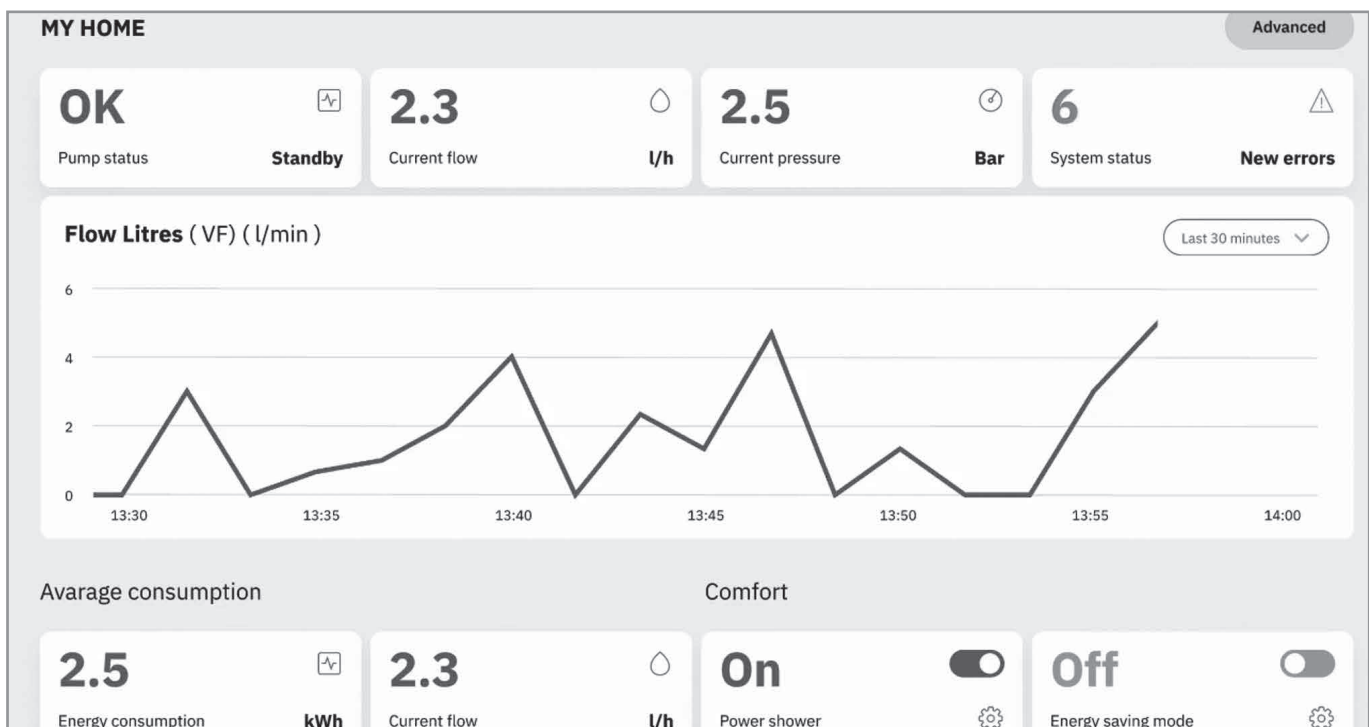 MY HOME
Advanced
OK
Pump status
Standby
2.3
Current flow
l/h
2.5
Current pressure
Bar
6
System status
New errors
Flow Litres ( VF) ( l/min )
Last 30 minutes
6
4
2
0
13:30 13:35 13:40 13:45 13:50 13:55 14:00
Avarage consumption
Comfort
2.5
Energy consumption
kWh
2.3
Current flow
l/h
On
Power shower
Off
Energy saving mode